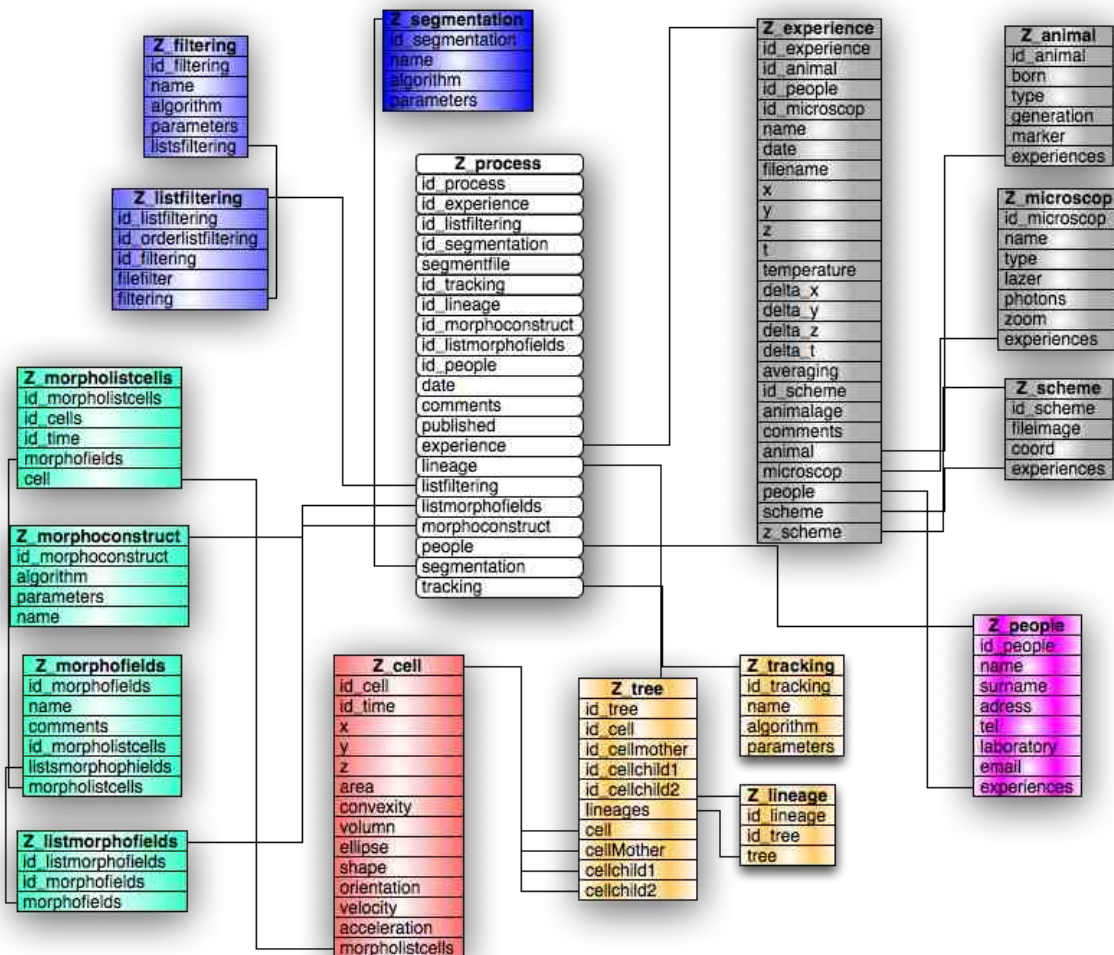 Z_segmentation
id_segmentation
name
algorithm
parameters
Z_filtering
id_filtering
name
algorithm
parameters
listsfiltering
Z_listfiltering
id_listfiltering
id_orderlistfiltering
id_filtering
filefilter
filtering
Z_process
id_process
id_experience
id_listfiltering
id_segmentation
segmentfile
id_tracking
id_lineage
id_morphoconstruct
id_listmorphofields
id_people
date
comments
published
experience
lineage
listfiltering
listmorphofields
morphoconstruct
people
segmentation
tracking
Z_experience
id_experience
id_animal
id_people
id_microscop
name
date
filename
x
y
z
t
temperature
delta_x
delta_y
delta_z
delta_t
averaging
id_scheme
animalage
comments
animal
microscop
people
scheme
z_scheme
Z_animal
id_animal
born
type
generation
marker
experiences
Z_microscop
id_microscop
name
type
lazer
photons
zoom
experiences
Z_scheme
id_scheme
fileimage
coord
experiences
Z_morpholistcells
id_morpholistcells
id_cells
id_time
morphofields
cell
Z_morphoconstruct
id_morphoconstruct
algorithm
parameters
name
Z_morphofields
id_morphofields
name
comments
id_morpholistcells
listsmorphophields
morpholistcells
Z_listmorphofields
id_listmorphofields
id_morphofields
morphofields
Z_cell
id_cell
id_time
x
y
z
area
convexity
volumn
ellipse
shape
orientation
velocity
acceleration
morpholistcells
Z_tree
id_tree
id_cell
id_cellmother
id_cellchild1
id_cellchild2
lineages
cell
cellMother
cellchild1
cellchild2
Z_tracking
id_tracking
name
algorithm
parameters
Z_lineage
id_lineage
id_tree
tree
Z_people
id_people
name
surname
adress
tel
laboratory
email
experiences